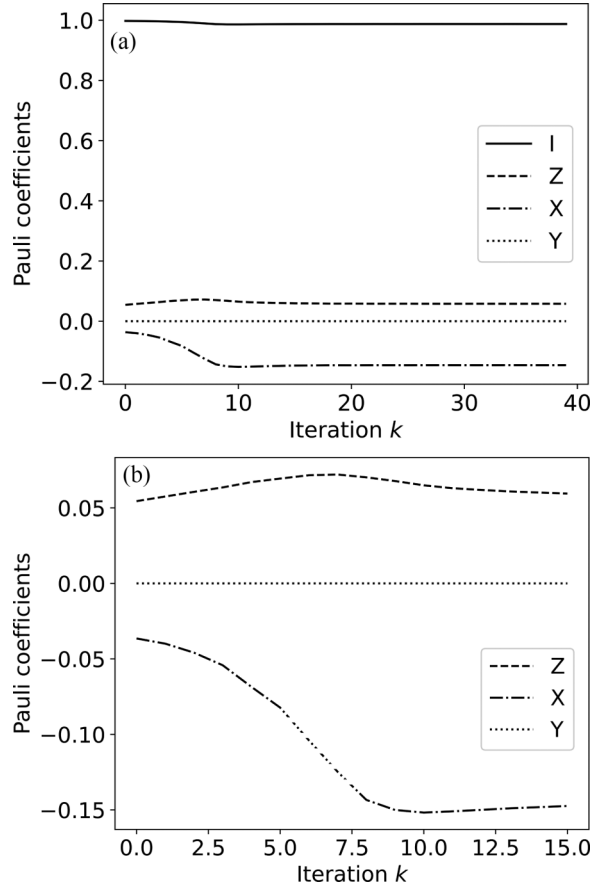 (a)
1.0
0.8
0.6
0.4
0.2
0.0
−0.2
Pauli coefficients
I
Z
X
Y
0 10 20 30 40
Iteration k
(b)
0.05
0.00
−0.05
−0.10
−0.15
Pauli coefficients
Z
X
Y
0.0 2.5 5.0 7.5 10.0 12.5 15.0
Iteration k